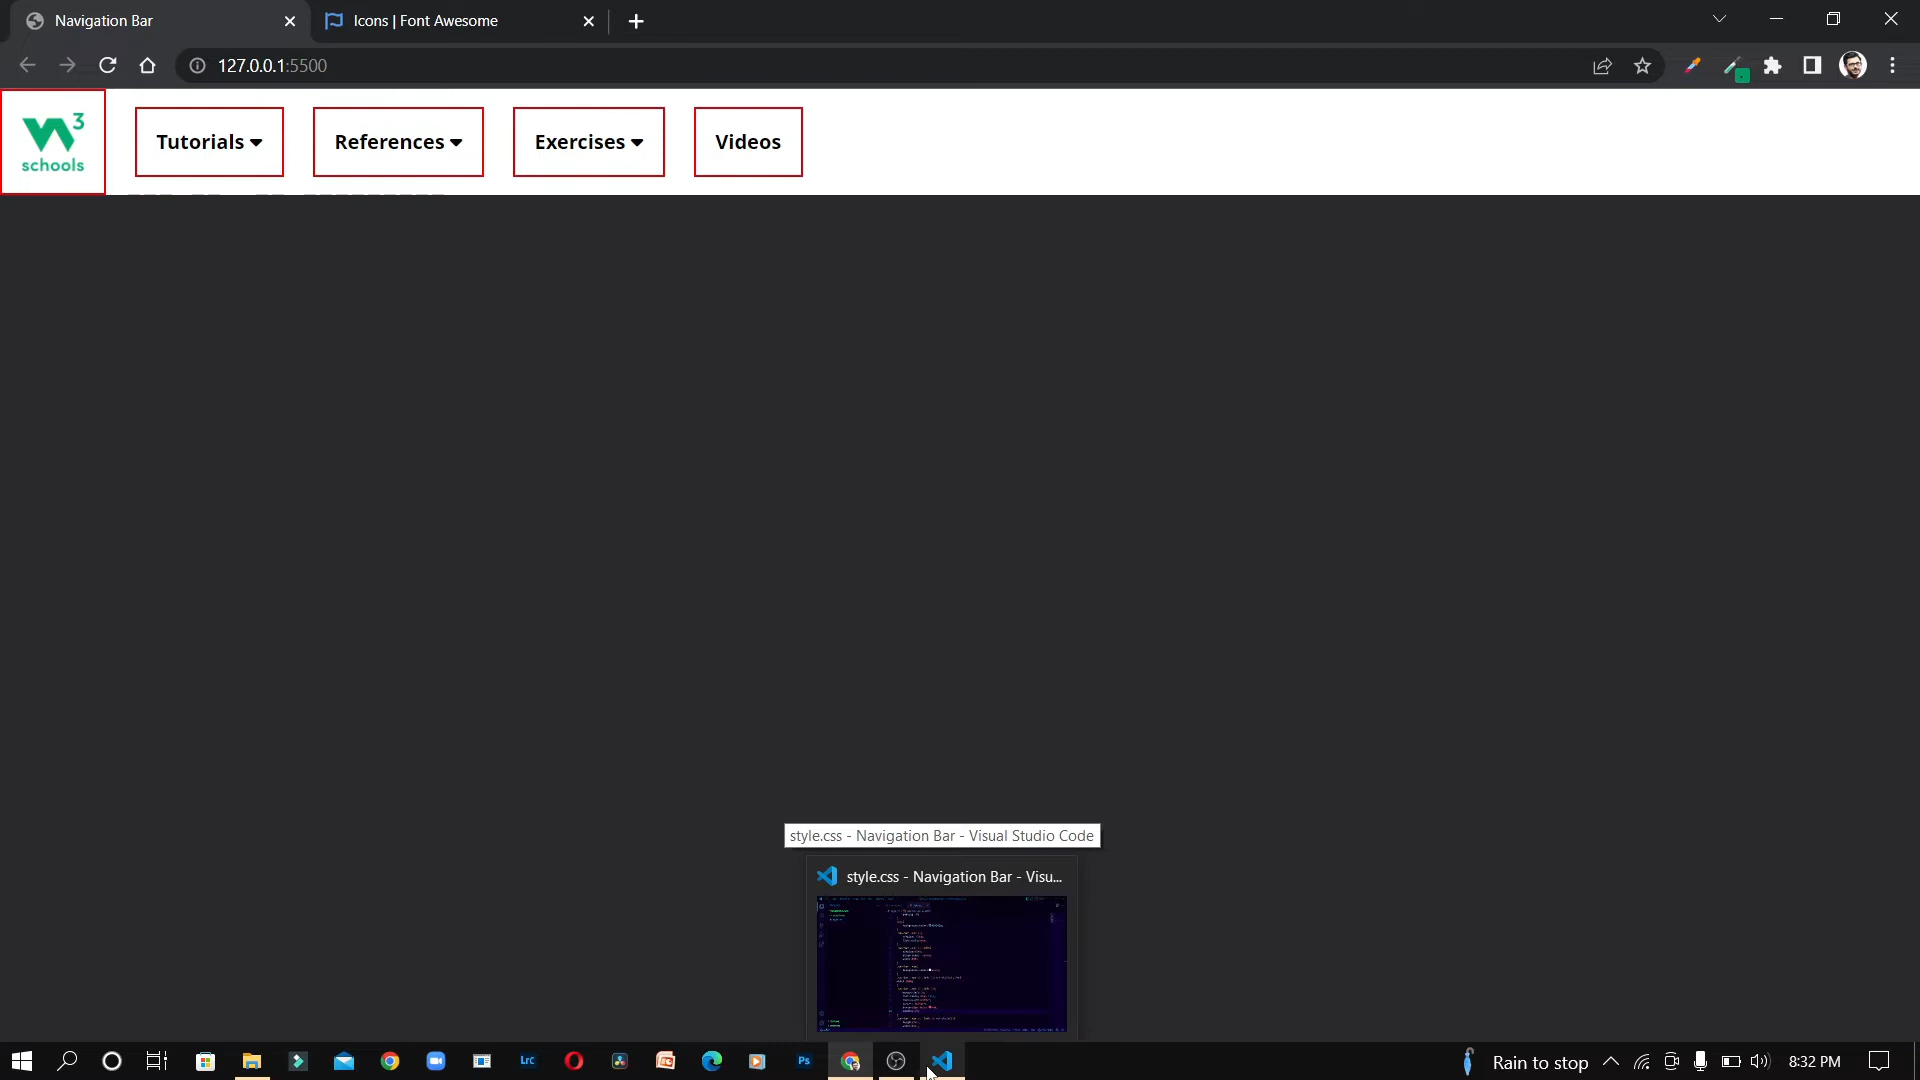 Navigation Bar
Icons | Font Awesome
127.0.0.1:5500
3
schools
Tutorials
References
Exercises
Videos
style.css - Navigation Bar - Visual Studio Code
style.css - Navigation Bar - Visu...
Lrc
Ps
Rain to stop
8:32 PM